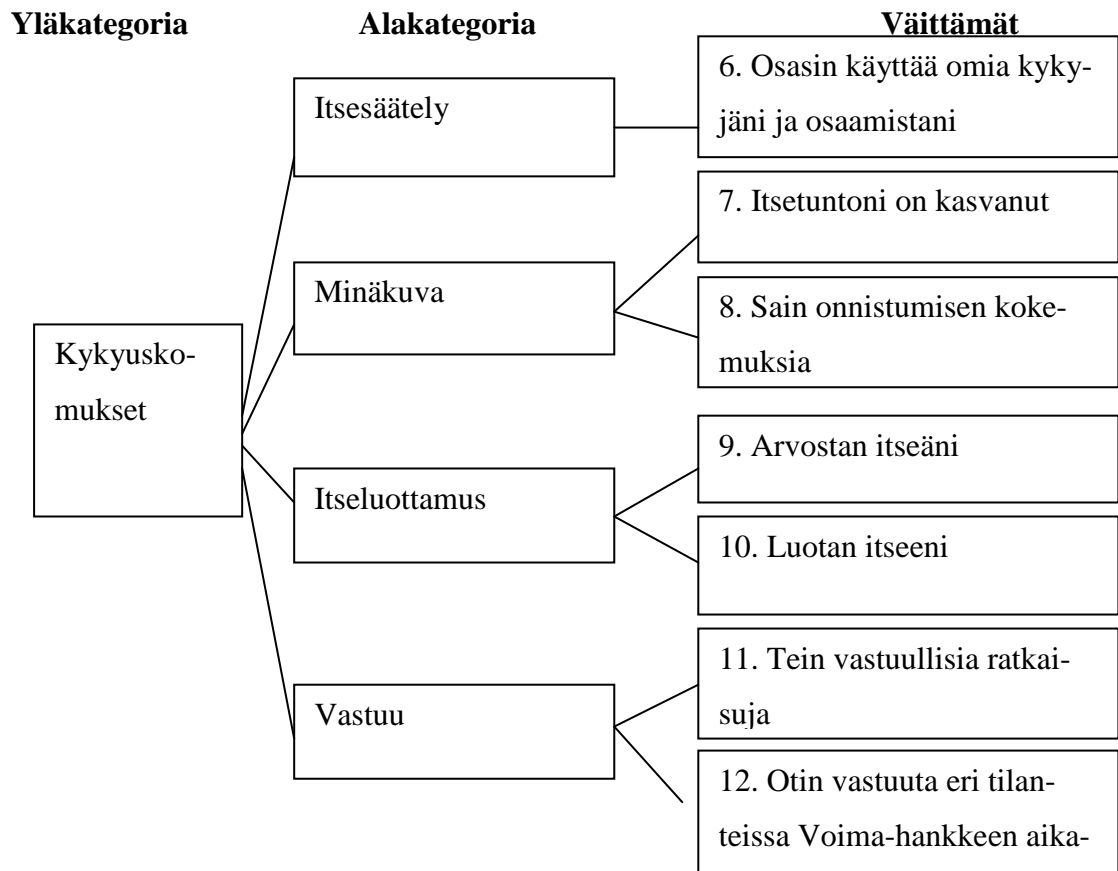 Yläkategoria Alakategoria Väittämät
Itsesäätely
6. Osasin käyttää omia kyky-
jäni ja osaamistani
Minäkuva
7. Itsetuntoni on kasvanut
8. Sain onnistumisen koke-
muksia
Kykyusko-
mukset
Itseluottamus
9. Arvostan itseäni
10. Luotan itseeni
Vastuu
11. Tein vastuullisia ratkai-
suja
12. Otin vastuuta eri tilan-
teissa Voima-hankkeen aika-